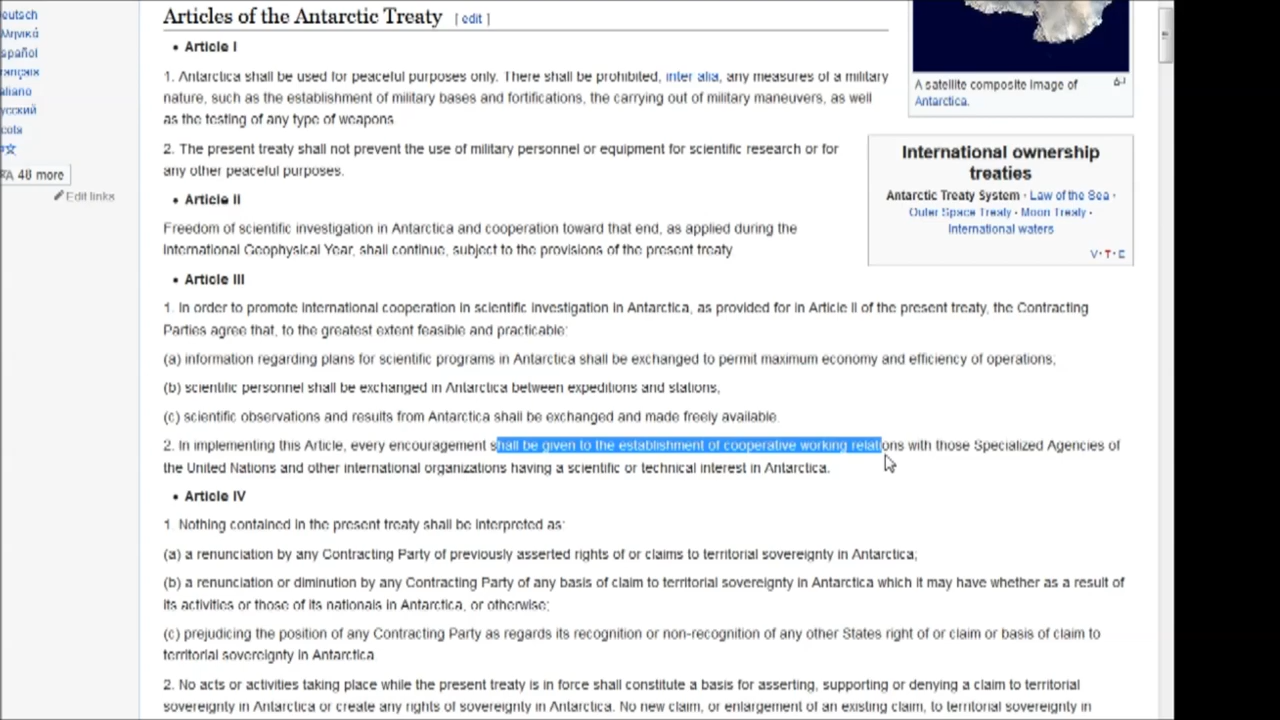 eutsch
λληνικά
spañol
rançais
aliano
усский
cots
中文
文A 48 more
Edit links
Articles of the Antarctic Treaty [ edit ]
• Article I
1. Antarctica shall be used for peaceful purposes only. There shall be prohibited, inter alia, any measures of a military
nature, such as the establishment of military bases and fortifications, the carrying out of military maneuvers, as well
as the testing of any type of weapons
2. The present treaty shall not prevent the use of military personnel or equipment for scientific research or for
any other peaceful purposes.
• Article II
Freedom of scientific investigation in Antarctica and cooperation toward that end, as applied during the
International Geophysical Year, shall continue, subject to the provisions of the present treaty
• Article III
1. In order to promote international cooperation in scientific investigation in Antarctica, as provided for in Article II of the present treaty, the Contracting
Parties agree that, to the greatest extent feasible and practicable:
(a) information regarding plans for scientific programs in Antarctica shall be exchanged to permit maximum economy and efficiency of operations;
(b) scientific personnel shall be exchanged in Antarctica between expeditions and stations;
(c) scientific observations and results from Antarctica shall be exchanged and made freely available.
2. In implementing this Article, every encouragement shall be given to the establishment of cooperative working relations with those Specialized Agencies of
the United Nations and other international organizations having a scientific or technical interest in Antarctica.
• Article IV
1. Nothing contained in the present treaty shall be interpreted as:
(a) a renunciation by any Contracting Party of previously asserted rights of or claims to territorial sovereignty in Antarctica;
(b) a renunciation or diminution by any Contracting Party of any basis of claim to territorial sovereignty in Antarctica which it may have whether as a result of
its activities or those of its nationals in Antarctica, or otherwise;
(c) prejudicing the position of any Contracting Party as regards its recognition or non-recognition of any other States right of or claim or basis of claim to
territorial sovereignty in Antarctica
2. No acts or activities taking place while the present treaty is in force shall constitute a basis for asserting, supporting or denying a claim to territorial
sovereignty in Antarctica or create any rights of sovereignty in Antarctica. No new claim, or enlargement of an existing claim, to territorial sovereignty in
A satellite composite image of
Antarctica.
International ownership
treaties
Antarctic Treaty System · Law of the Sea ·
Outer Space Treaty · Moon Treaty ·
International waters
V·T·E